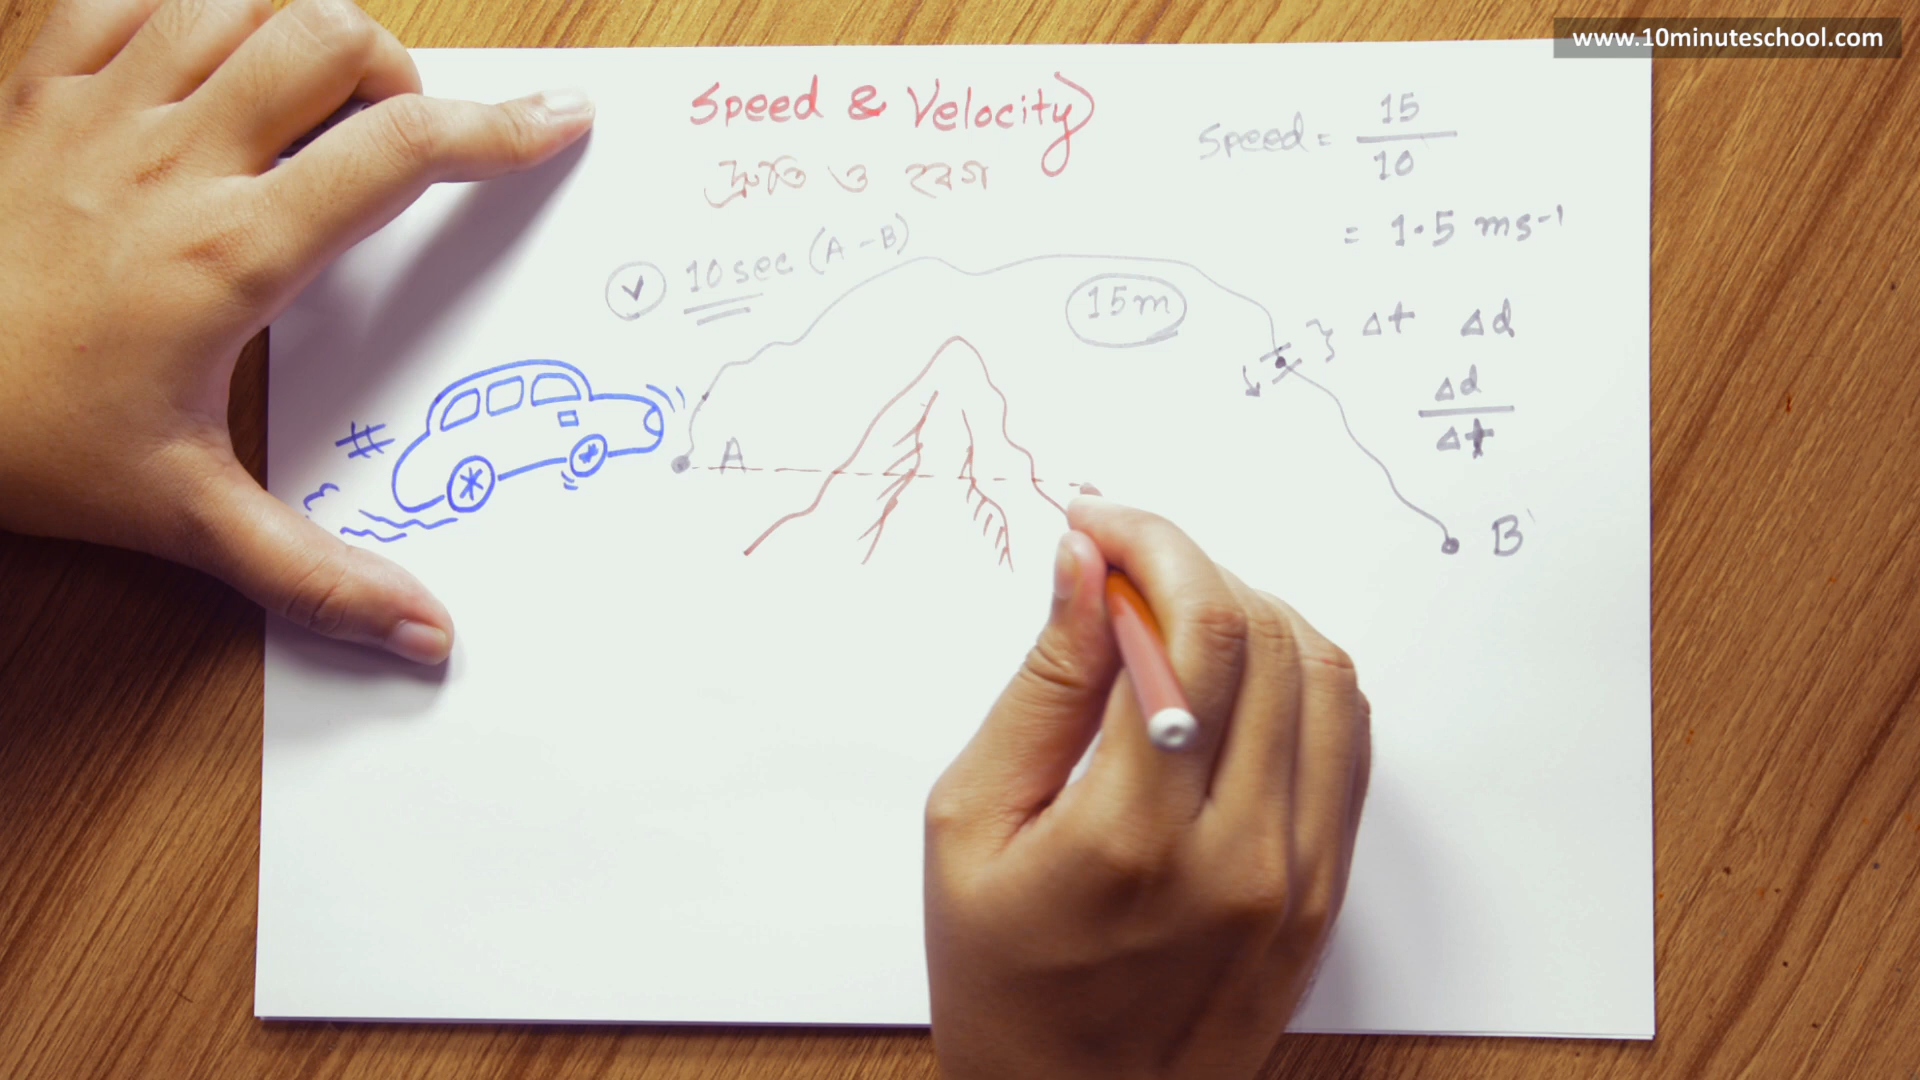 www.10minuteschool.com
Speed & Velocity
দ্রুতি ও বেগ
Speed = 15/10
= 1.5 ms⁻¹
10 sec (A - B)
15m
Δt Δd
Δd/Δt
A
B